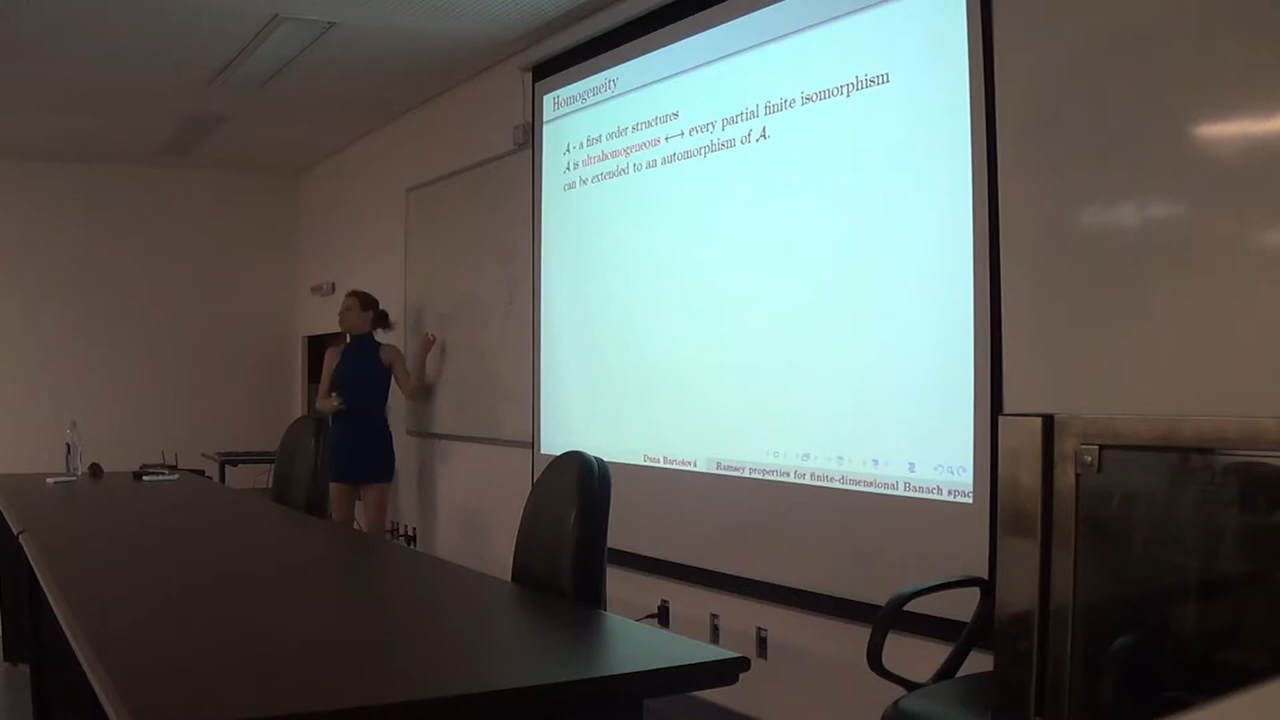 Homogeneity
𝒜 - a first order structures
𝒜 is ultrahomogeneous ⟷ every partial finite isomorphism
can be extended to an automorphism of 𝒜.
Dana Bartošová
Ramsey properties for finite-dimensional Banach spac